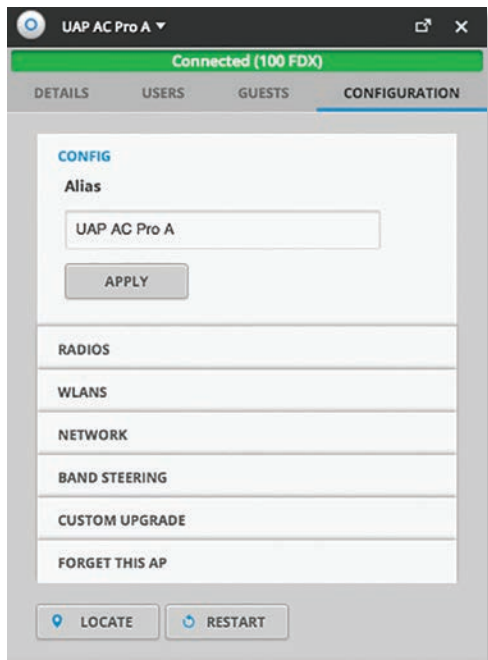 UAP AC Pro A
Connected (100 FDX)
DETAILS USERS GUESTS CONFIGURATION
CONFIG
Alias
UAP AC Pro A
APPLY
RADIOS
WLANS
NETWORK
BAND STEERING
CUSTOM UPGRADE
FORGET THIS AP
LOCATE RESTART